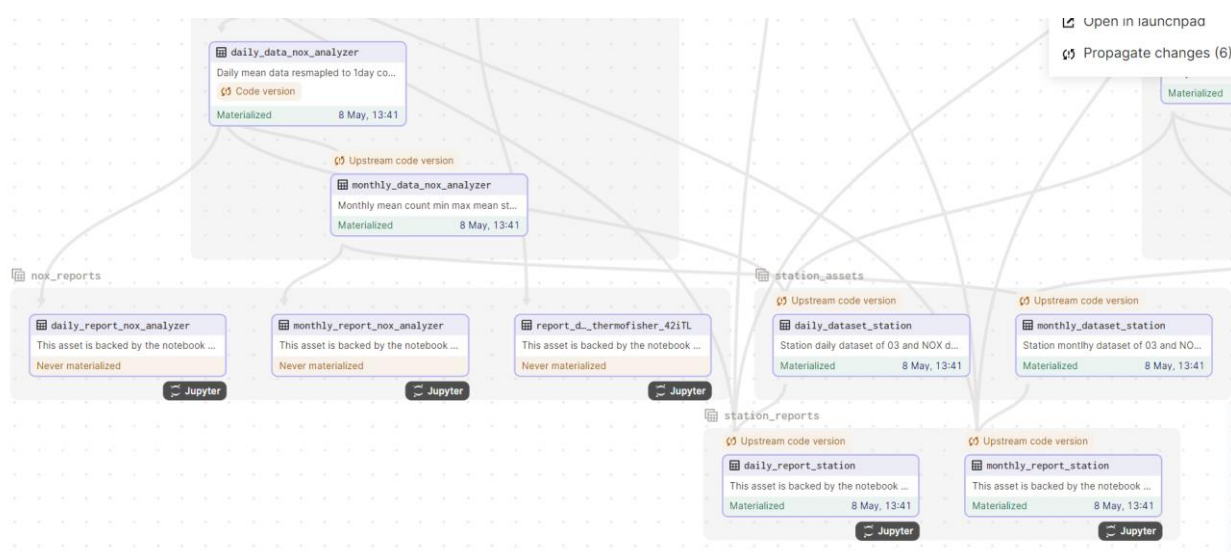 Open in launchpad
Propagate changes (6)
Materialized
daily_data_nox_analyzer
Daily mean data resmapled to 1day co...
Code version
Materialized 8 May, 13:41
Upstream code version
monthly_data_nox_analyzer
Monthly mean count min max mean st...
Materialized 8 May, 13:41
nox_reports
daily_report_nox_analyzer
This asset is backed by the notebook ...
Never materialized
Jupyter
monthly_report_nox_analyzer
This asset is backed by the notebook ...
Never materialized
Jupyter
report_d…_thermofisher_42iTL
This asset is backed by the notebook ...
Never materialized
Jupyter
station_assets
Upstream code version
daily_dataset_station
Station daily dataset of 03 and NOX d...
Materialized 8 May, 13:41
Upstream code version
monthly_dataset_station
Station montlhy dataset of 03 and NO...
Materialized 8 May, 13:41
station_reports
Upstream code version
daily_report_station
This asset is backed by the notebook ...
Materialized 8 May, 13:41
Jupyter
Upstream code version
monthly_report_station
This asset is backed by the notebook ...
Materialized 8 May, 13:41
Jupyter